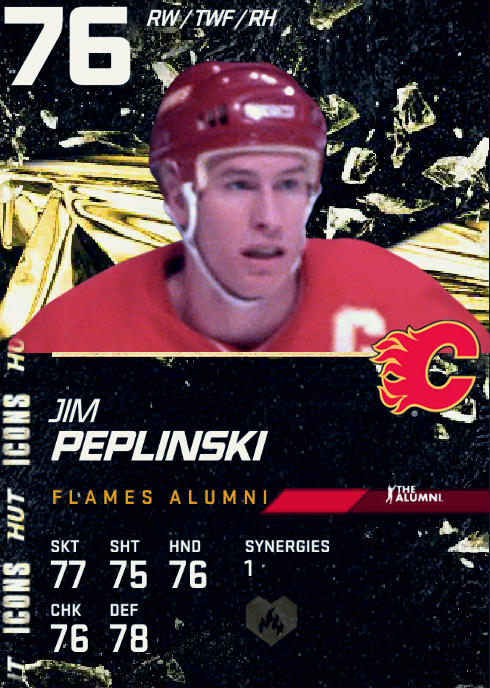 76
RW / TWF / RH
C
C
®
JIM
PEPLINSKI
FLAMES ALUMNI
THE
ALUMNI.
SKT SHT HND SYNERGIES
77 75 76 1
CHK DEF
76 78
HUT ICONS HUT ICONS